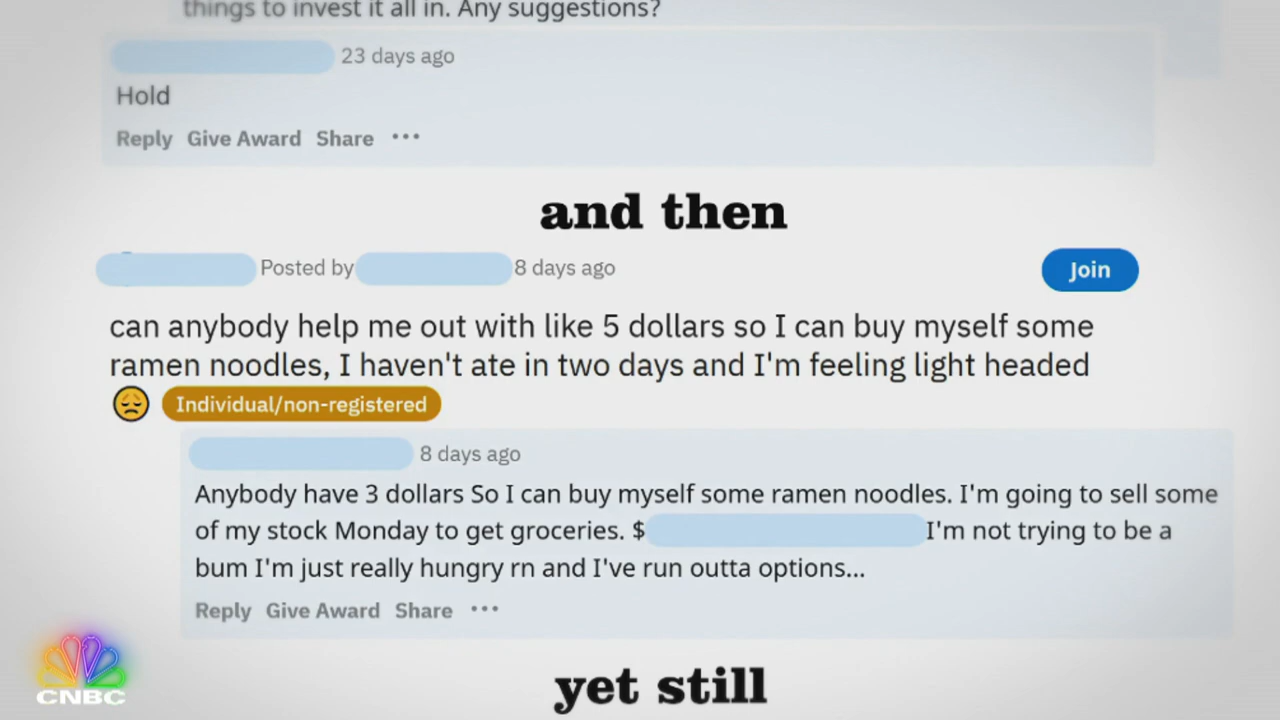 things to invest it all in. Any suggestions?
23 days ago
Hold
Reply Give Award Share •••
and then
Posted by 8 days ago
Join
can anybody help me out with like 5 dollars so I can buy myself some
ramen noodles, I haven't ate in two days and I'm feeling light headed
Individual/non-registered
8 days ago
Anybody have 3 dollars So I can buy myself some ramen noodles. I'm going to sell some
of my stock Monday to get groceries. $ I'm not trying to be a
bum I'm just really hungry rn and I've run outta options...
Reply Give Award Share •••
yet still
CNBC